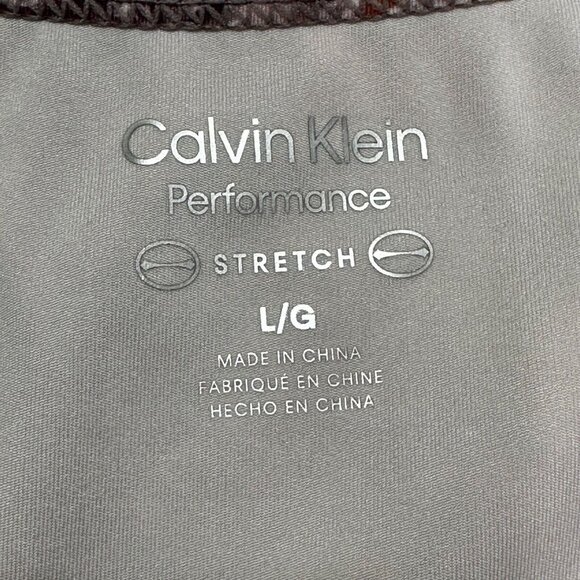 Calvin Klein
Performance
STRETCH
L/G
MADE IN CHINA
FABRIQUÉ EN CHINE
HECHO EN CHINA